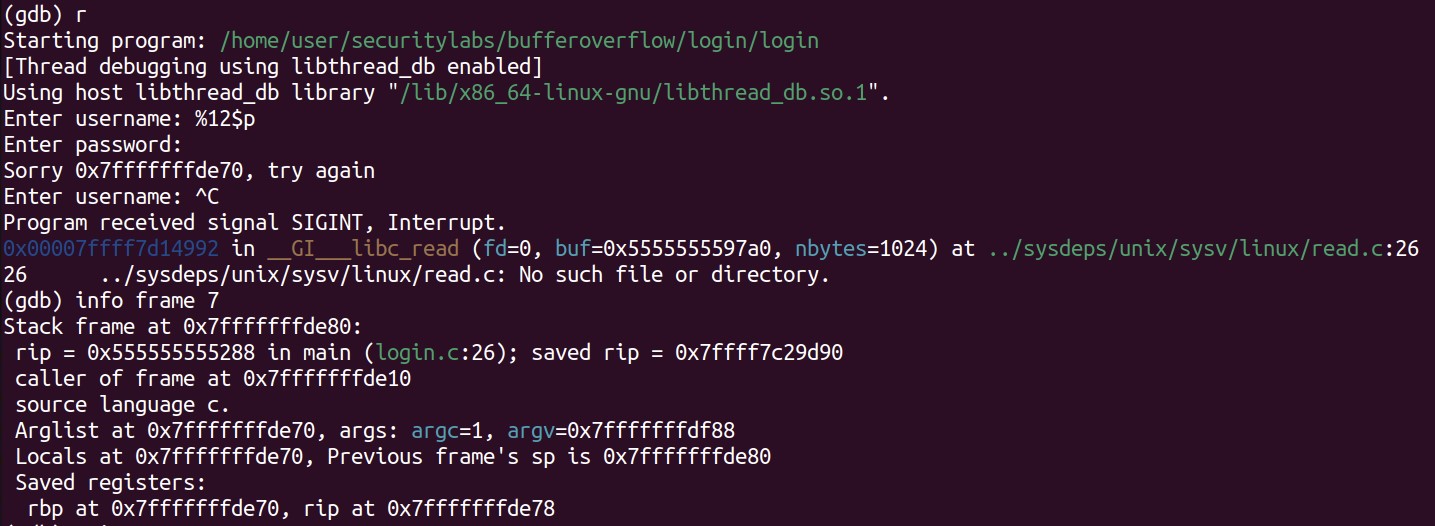 (gdb) r
Starting program: /home/user/securitylabs/bufferoverflow/login/login
[Thread debugging using libthread_db enabled]
Using host libthread_db library "/lib/x86_64-linux-gnu/libthread_db.so.1".
Enter username: %12$p
Enter password:
Sorry 0x7fffffffde70, try again
Enter username: ^C
Program received signal SIGINT, Interrupt.
0x00007ffff7d14992 in __GI___libc_read (fd=0, buf=0x5555555597a0, nbytes=1024) at ../sysdeps/unix/sysv/linux/read.c:26
26      ../sysdeps/unix/sysv/linux/read.c: No such file or directory.
(gdb) info frame 7
Stack frame at 0x7fffffffde80:
 rip = 0x555555555288 in main (login.c:26); saved rip = 0x7ffff7c29d90
 caller of frame at 0x7fffffffde10
 source language c.
 Arglist at 0x7fffffffde70, args: argc=1, argv=0x7fffffffdf88
 Locals at 0x7fffffffde70, Previous frame's sp is 0x7fffffffde80
 Saved registers:
  rbp at 0x7fffffffde70, rip at 0x7fffffffde78